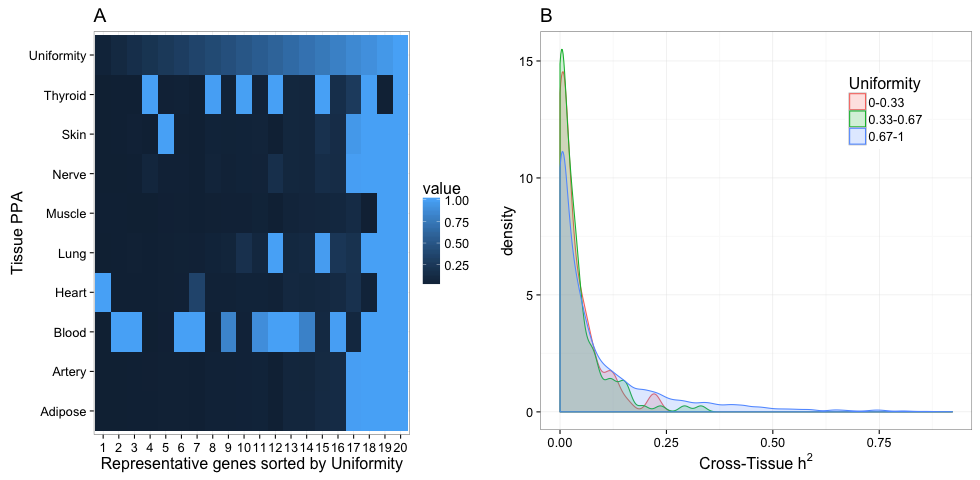 A
Tissue PPA
Uniformity
Thyroid
Skin
Nerve
Muscle
Lung
Heart
Blood
Artery
Adipose
1 2 3 4 5 6 7 8 9 10 11 12 13 14 15 16 17 18 19 20
Representative genes sorted by Uniformity
value
1.00
0.75
0.50
0.25
B
density
15
10
5
0
0.00 0.25 0.50 0.75
Cross-Tissue h²
Uniformity
0-0.33
0.33-0.67
0.67-1